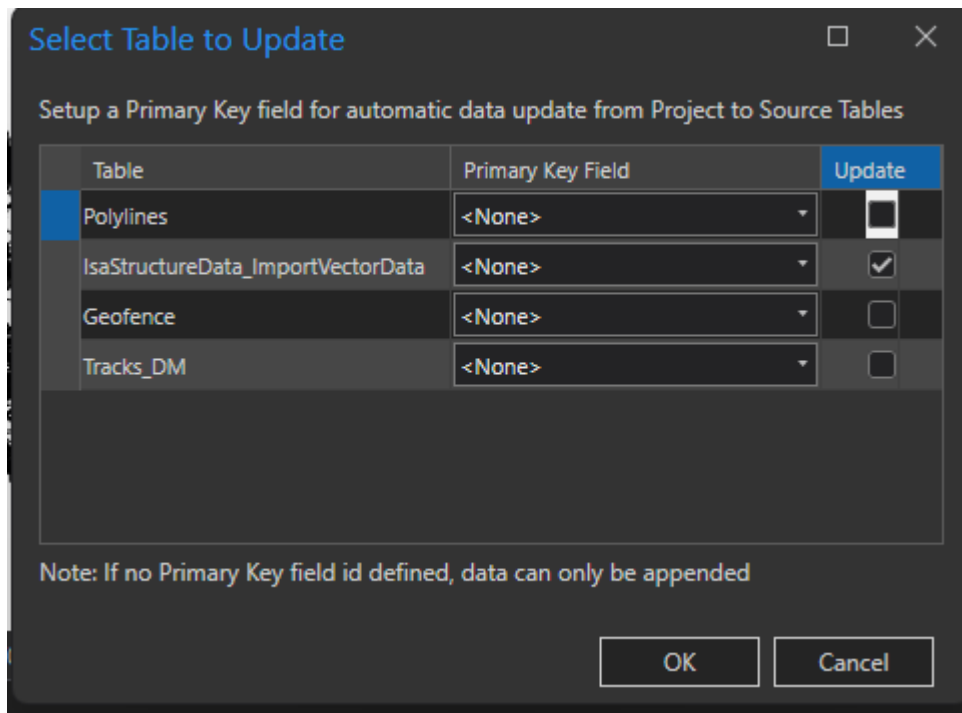 Select Table to Update
Setup a Primary Key field for automatic data update from Project to Source Tables
Table Primary Key Field Update
Polylines <None>
IsaStructureData_ImportVectorData <None>
Geofence <None>
Tracks_DM <None>
Note: If no Primary Key field id defined, data can only be appended
OK Cancel